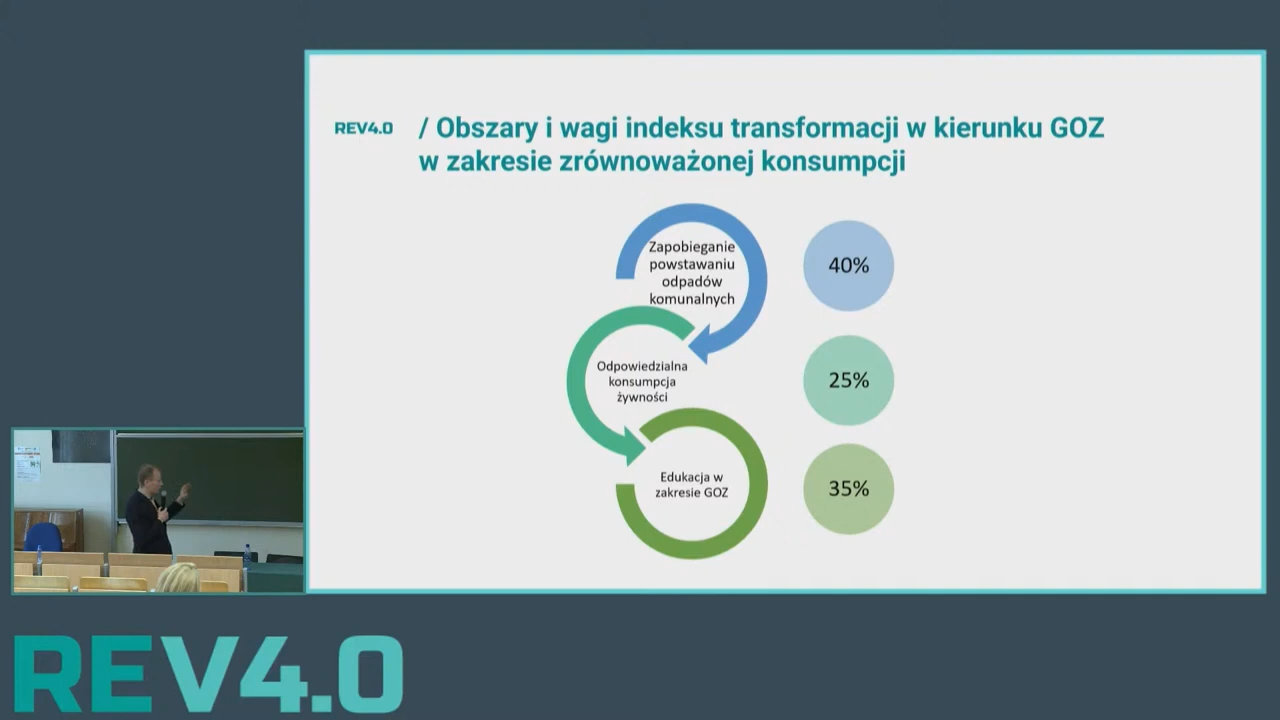 REV4.0
/ Obszary i wagi indeksu transformacji w kierunku GOZ
w zakresie zrównoważonej konsumpcji
Zapobieganie
powstawaniu
odpadów
komunalnych
40%
Odpowiedzialna
konsumpcja
żywności
25%
Edukacja w
zakresie GOZ
35%
REV4.0